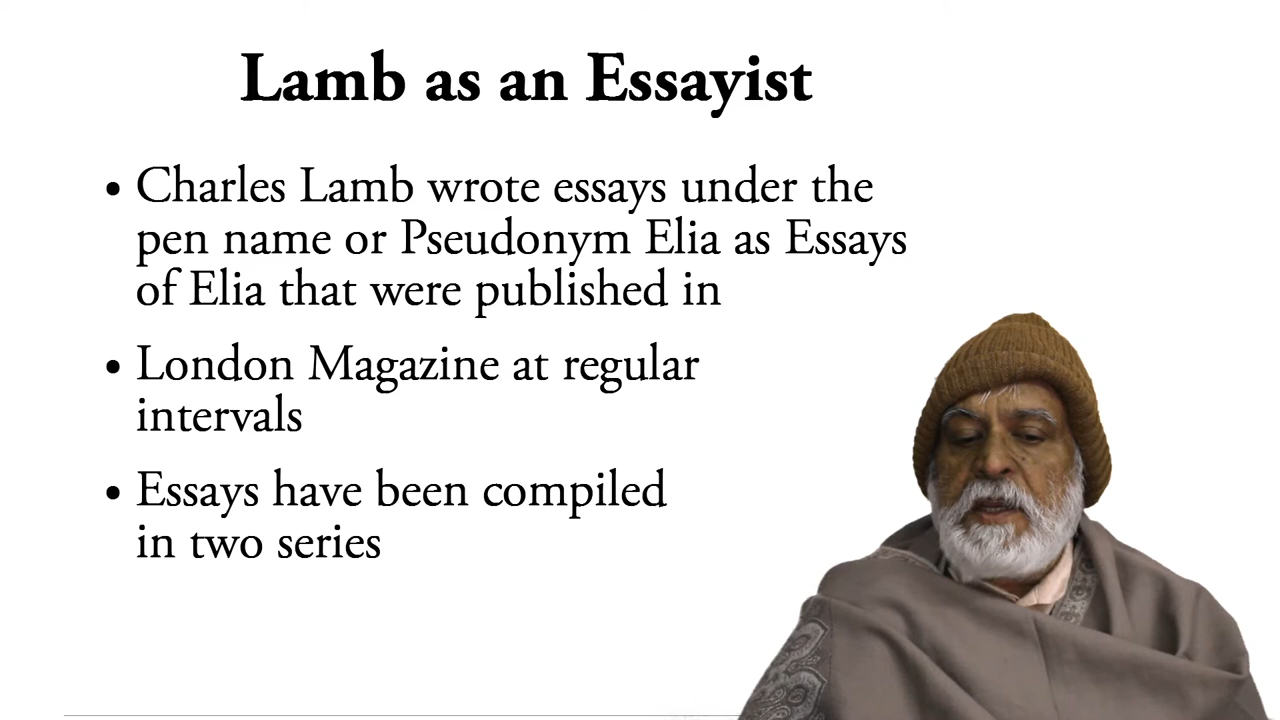 Lamb as an Essayist
• Charles Lamb wrote essays under the
pen name or Pseudonym Elia as Essays
of Elia that were published in
• London Magazine at regular
intervals
• Essays have been compiled
in two series